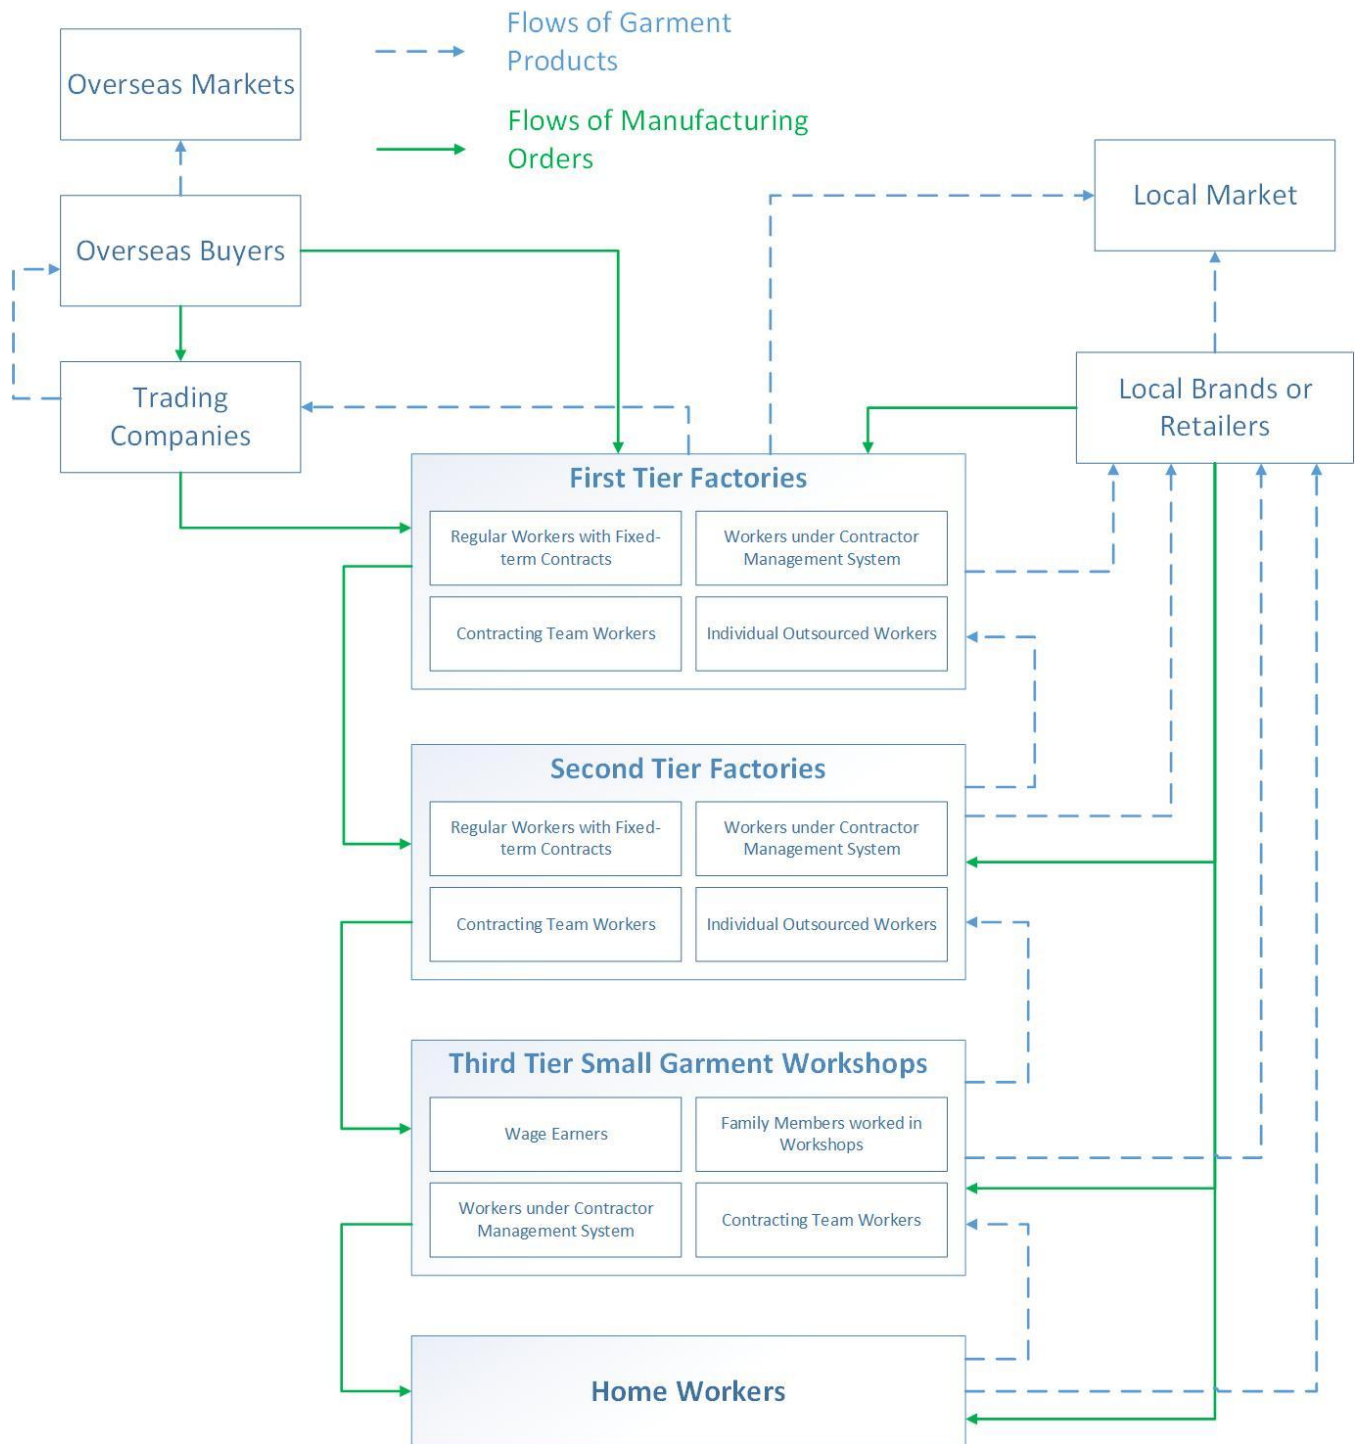 Flows of Garment
Products
Overseas Markets
Flows of Manufacturing
Orders
Local Market
Overseas Buyers
Trading
Companies
Local Brands or
Retailers
First Tier Factories
Regular Workers with Fixed-
term Contracts
Workers under Contractor
Management System
Contracting Team Workers
Individual Outsourced Workers
Second Tier Factories
Regular Workers with Fixed-
term Contracts
Workers under Contractor
Management System
Contracting Team Workers
Individual Outsourced Workers
Third Tier Small Garment Workshops
Wage Earners
Family Members worked in
Workshops
Workers under Contractor
Management System
Contracting Team Workers
Home Workers